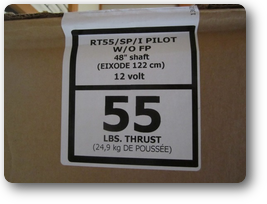 RT55/SP/I PILOT
W/O FP
48" shaft
(EIXODE 122 cm)
12 volt
55
LBS. THRUST
(24,9 kg DE POUSSÉE)